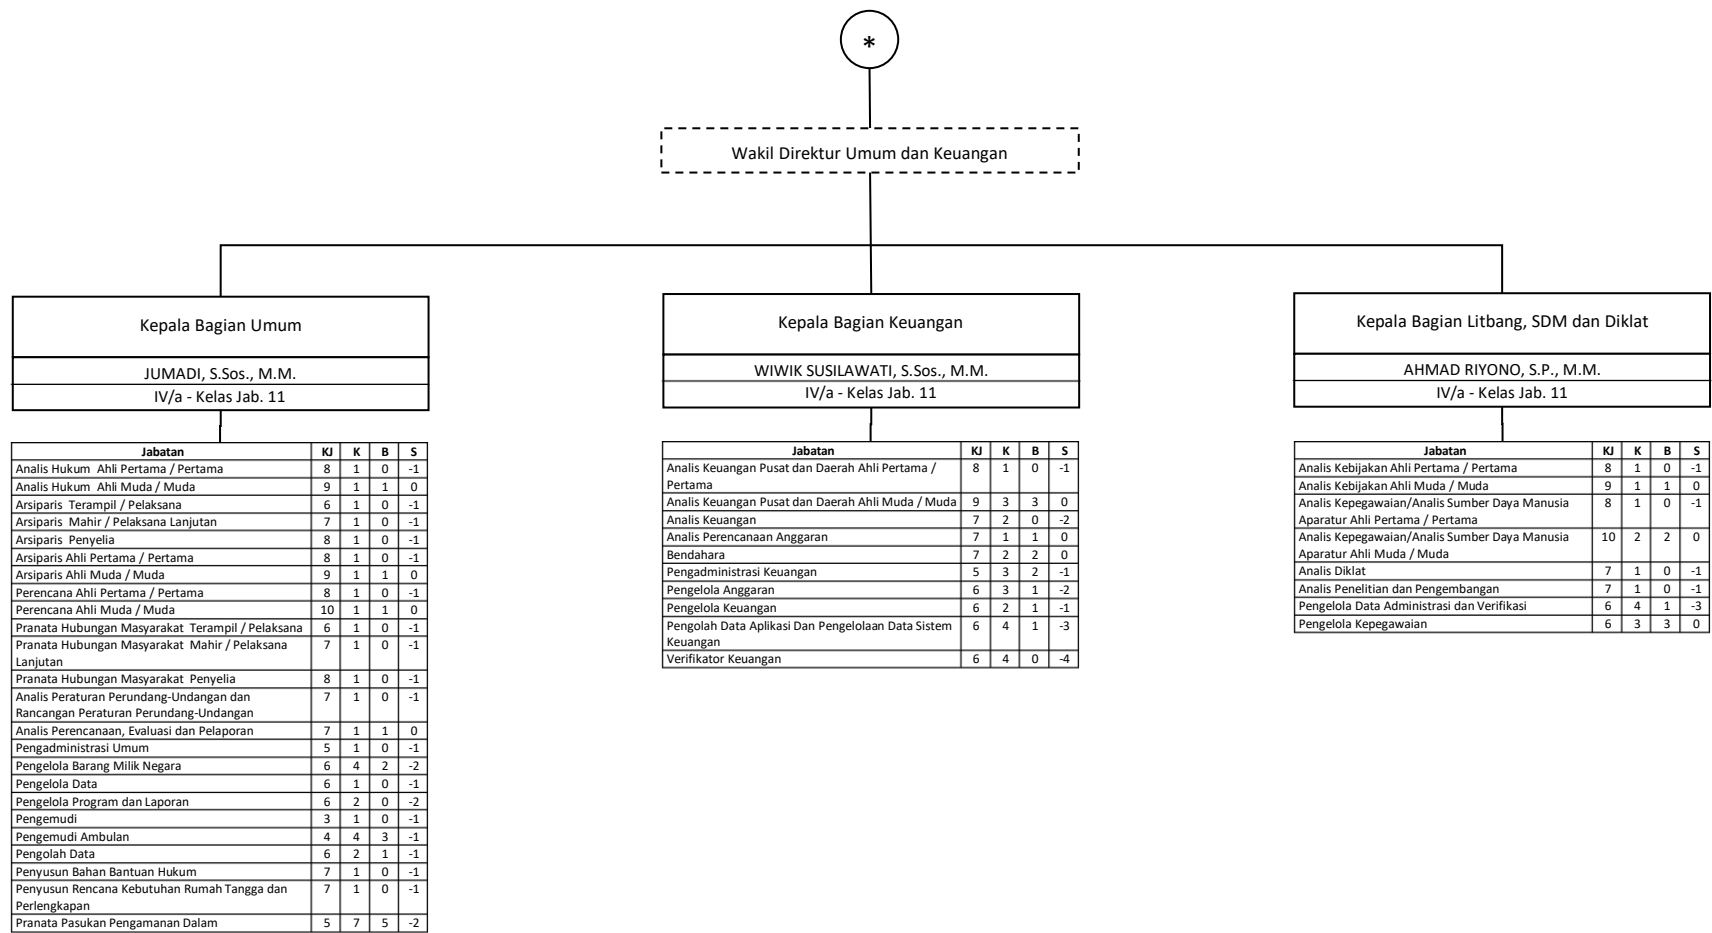 *
Wakil Direktur Umum dan Keuangan
Kepala Bagian Umum
JUMADI, S.Sos., M.M.
IV/a - Kelas Jab. 11
Jabatan KJ K B S
Analis Hukum Ahli Pertama / Pertama 8 1 0 -1
Analis Hukum Ahli Muda / Muda 9 1 1 0
Arsiparis Terampil / Pelaksana 6 1 0 -1
Arsiparis Mahir / Pelaksana Lanjutan 7 1 0 -1
Arsiparis Penyelia 8 1 0 -1
Arsiparis Ahli Pertama / Pertama 8 1 0 -1
Arsiparis Ahli Muda / Muda 9 1 1 0
Perencana Ahli Pertama / Pertama 8 1 0 -1
Perencana Ahli Muda / Muda 10 1 1 0
Pranata Hubungan Masyarakat Terampil / Pelaksana 6 1 0 -1
Pranata Hubungan Masyarakat Mahir / Pelaksana 7 1 0 -1
Lanjutan
Pranata Hubungan Masyarakat Penyelia 8 1 0 -1
Analis Peraturan Perundang-Undangan dan 7 1 0 -1
Rancangan Peraturan Perundang-Undangan
Analis Perencanaan, Evaluasi dan Pelaporan 7 1 1 0
Pengadministrasi Umum 5 1 0 -1
Pengelola Barang Milik Negara 6 4 2 -2
Pengelola Data 6 1 0 -1
Pengelola Program dan Laporan 6 2 0 -2
Pengemudi 3 1 0 -1
Pengemudi Ambulan 4 4 3 -1
Pengolah Data 6 2 1 -1
Penyusun Bahan Bantuan Hukum 7 1 0 -1
Penyusun Rencana Kebutuhan Rumah Tangga dan 7 1 0 -1
Perlengkapan
Pranata Pasukan Pengamanan Dalam 5 7 5 -2
Kepala Bagian Keuangan
WIWIK SUSILAWATI, S.Sos., M.M.
IV/a - Kelas Jab. 11
Jabatan KJ K B S
Analis Keuangan Pusat dan Daerah Ahli Pertama / 8 1 0 -1
Pertama
Analis Keuangan Pusat dan Daerah Ahli Muda / Muda 9 3 3 0
Analis Keuangan 7 2 0 -2
Analis Perencanaan Anggaran 7 1 1 0
Bendahara 7 2 2 0
Pengadministrasi Keuangan 5 3 2 -1
Pengelola Anggaran 6 3 1 -2
Pengelola Keuangan 6 2 1 -1
Pengolah Data Aplikasi Dan Pengelolaan Data Sistem 6 4 1 -3
Keuangan
Verifikator Keuangan 6 4 0 -4
Kepala Bagian Litbang, SDM dan Diklat
AHMAD RIYONO, S.P., M.M.
IV/a - Kelas Jab. 11
Jabatan KJ K B S
Analis Kebijakan Ahli Pertama / Pertama 8 1 0 -1
Analis Kebijakan Ahli Muda / Muda 9 1 1 0
Analis Kepegawaian/Analis Sumber Daya Manusia 8 1 0 -1
Aparatur Ahli Pertama / Pertama
Analis Kepegawaian/Analis Sumber Daya Manusia 10 2 2 0
Aparatur Ahli Muda / Muda
Analis Diklat 7 1 0 -1
Analis Penelitian dan Pengembangan 7 1 0 -1
Pengelola Data Administrasi dan Verifikasi 6 4 1 -3
Pengelola Kepegawaian 6 3 3 0